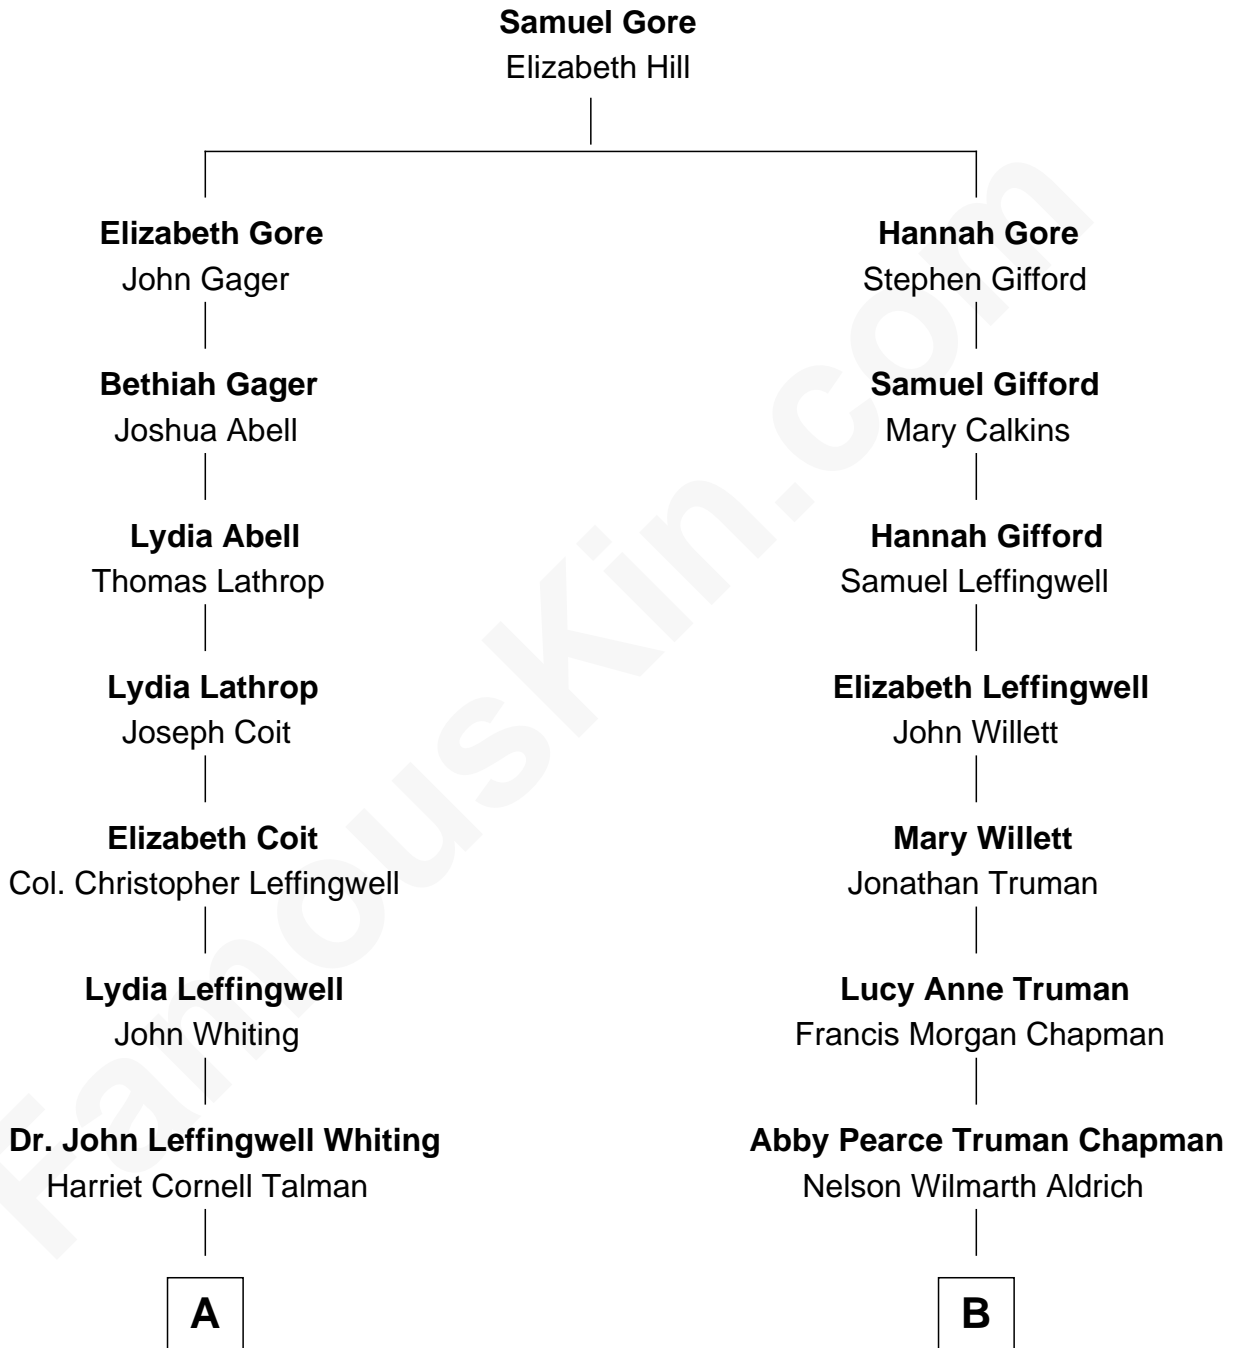 Samuel Gore
Elizabeth Hill
Elizabeth Gore
John Gager
Hannah Gore
Stephen Gifford
Bethiah Gager
Joshua Abell
Samuel Gifford
Mary Calkins
Lydia Abell
Thomas Lathrop
Hannah Gifford
Samuel Leffingwell
Lydia Lathrop
Joseph Coit
Elizabeth Leffingwell
John Willett
Elizabeth Coit
Col. Christopher Leffingwell
Mary Willett
Jonathan Truman
Lydia Leffingwell
John Whiting
Lucy Anne Truman
Francis Morgan Chapman
Dr. John Leffingwell Whiting
Harriet Cornell Talman
Abby Pearce Truman Chapman
Nelson Wilmarth Aldrich
A
B
FamousKin.com